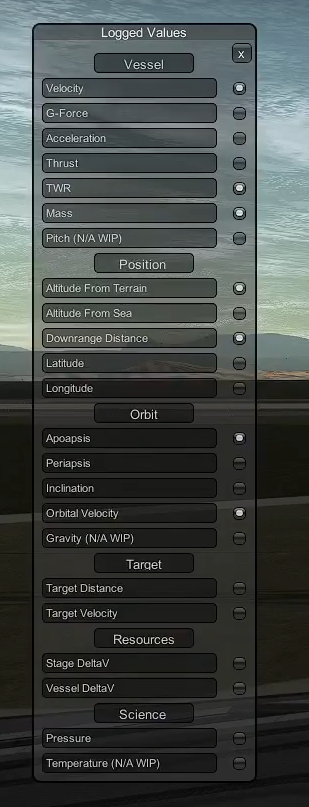 Logged Values
x
Vessel
Velocity
G-Force
Acceleration
Thrust
TWR
Mass
Pitch (N/A WIP)
Position
Altitude From Terrain
Altitude From Sea
Downrange Distance
Latitude
Longitude
Orbit
Apoapsis
Periapsis
Inclination
Orbital Velocity
Gravity (N/A WIP)
Target
Target Distance
Target Velocity
Resources
Stage DeltaV
Vessel DeltaV
Science
Pressure
Temperature (N/A WIP)